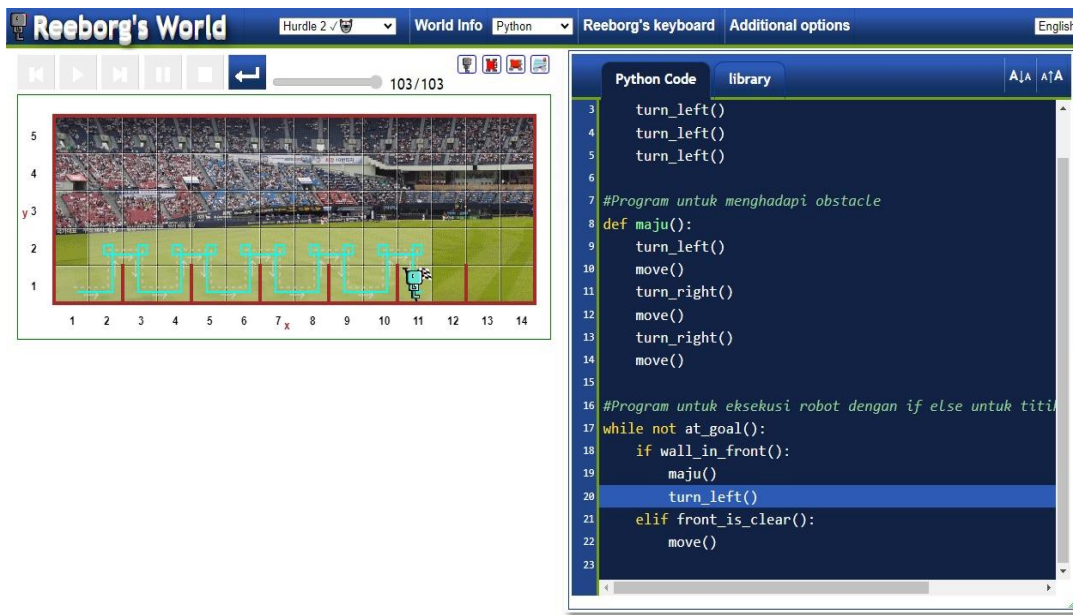 Reeborg's World
Hurdle 2 √
World Info
Python
Reeborg's keyboard
Additional options
English
103/103
Python Code
library
A↓A
A↑A
5
4
y 3
2
1
1 2 3 4 5 6 7 x 8 9 10 11 12 13 14
3 turn_left()
4 turn_left()
5 turn_left()
6
7 #Program untuk menghadapi obstacle
8 def maju():
9 turn_left()
10 move()
11 turn_right()
12 move()
13 turn_right()
14 move()
15
16 #Program untuk eksekusi robot dengan if else untuk titi
17 while not at_goal():
18 if wall_in_front():
19 maju()
20 turn_left()
21 elif front_is_clear():
22 move()
23